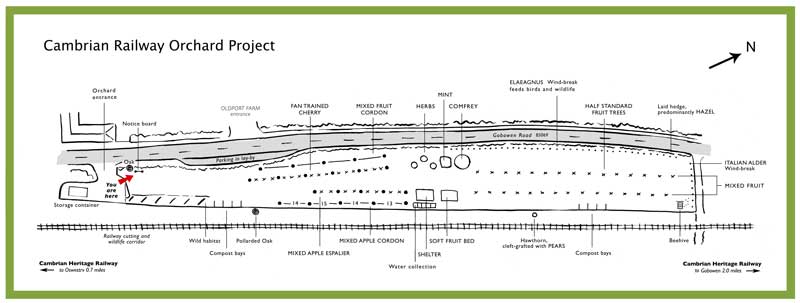 Cambrian Railway Orchard Project
N
Orchard
entrance
Notice board
OLDPORT FARM
entrance
FAN TRAINED
CHERRY
MIXED FRUIT
CORDON
HERBS
MINT
COMFREY
ELAEAGNUS Wind-break
feeds birds and wildlife
HALF STANDARD
FRUIT TREES
Laid hedge,
predominantly HAZEL
Gobowen Road B5069
Parking in lay-by
Oak
You
are
here
ITALIAN ALDER
Wind-break
MIXED FRUIT
Storage container
14
15
14
13
Railway cutting and
wildlife corridor
Wild habitat
Compost bays
Pollarded Oak
MIXED APPLE ESPALIER
MIXED APPLE CORDON
Water collection
SHELTER
SOFT FRUIT BED
Hawthorn,
cleft-grafted with PEARS
Compost bays
Beehive
Cambrian Heritage Railway
to Oswestry 0.7 miles
Cambrian Heritage Railway
to Gobowen 2.0 miles